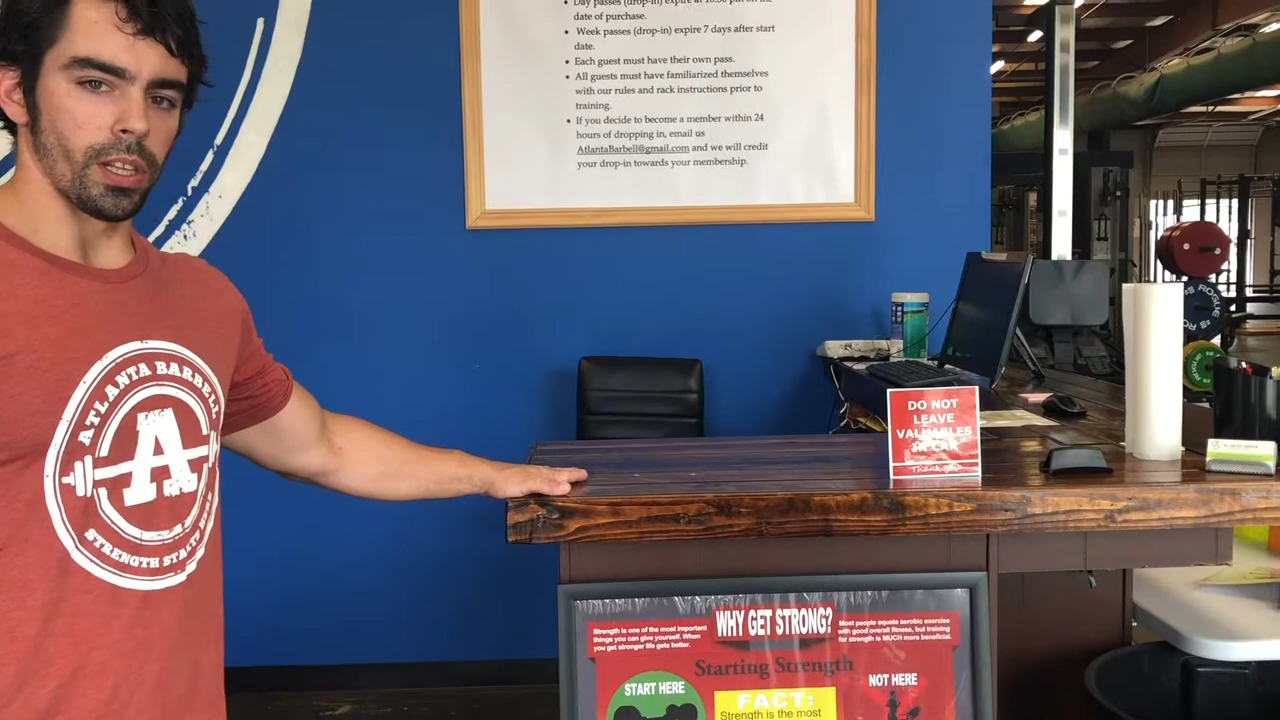 Day passes (drop-in) expire at 10:30 pm on the
date of purchase.
Week passes (drop-in) expire 7 days after start
date.
Each guest must have their own pass.
All guests must have familiarized themselves
with our rules and rack instructions prior to
training.
If you decide to become a member within 24
hours of dropping in, email us
AtlantaBarbell@gmail.com and we will credit
your drop-in towards your membership.
ATLANTA BARBELL
A
STRENGTH STARTS HERE
DO NOT
LEAVE
VALUABLES
IN CAR
Thank you
ROGUE
WHY GET STRONG?
Strength is one of the most important
things you can give yourself. When
you get stronger life gets better.
Most people equate aerobic exercise
with good overall fitness, but training
for strength is MUCH more beneficial.
Starting Strength
START HERE
FACT:
Strength is the most
NOT HERE